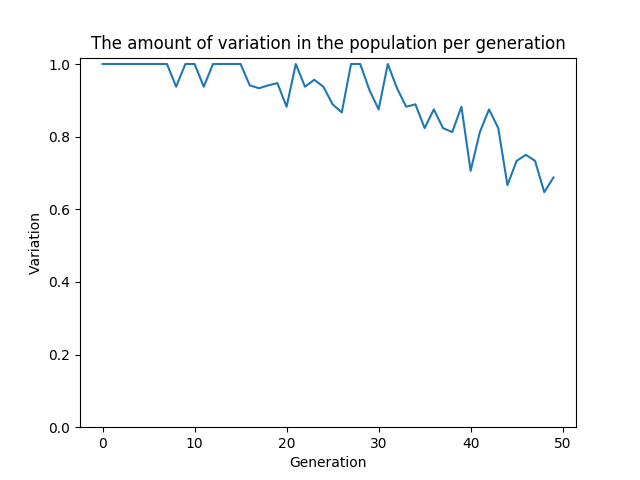 The amount of variation in the population per generation
1.0
0.8
0.6
0.4
0.2
0.0
Variation
0 10 20 30 40 50
Generation